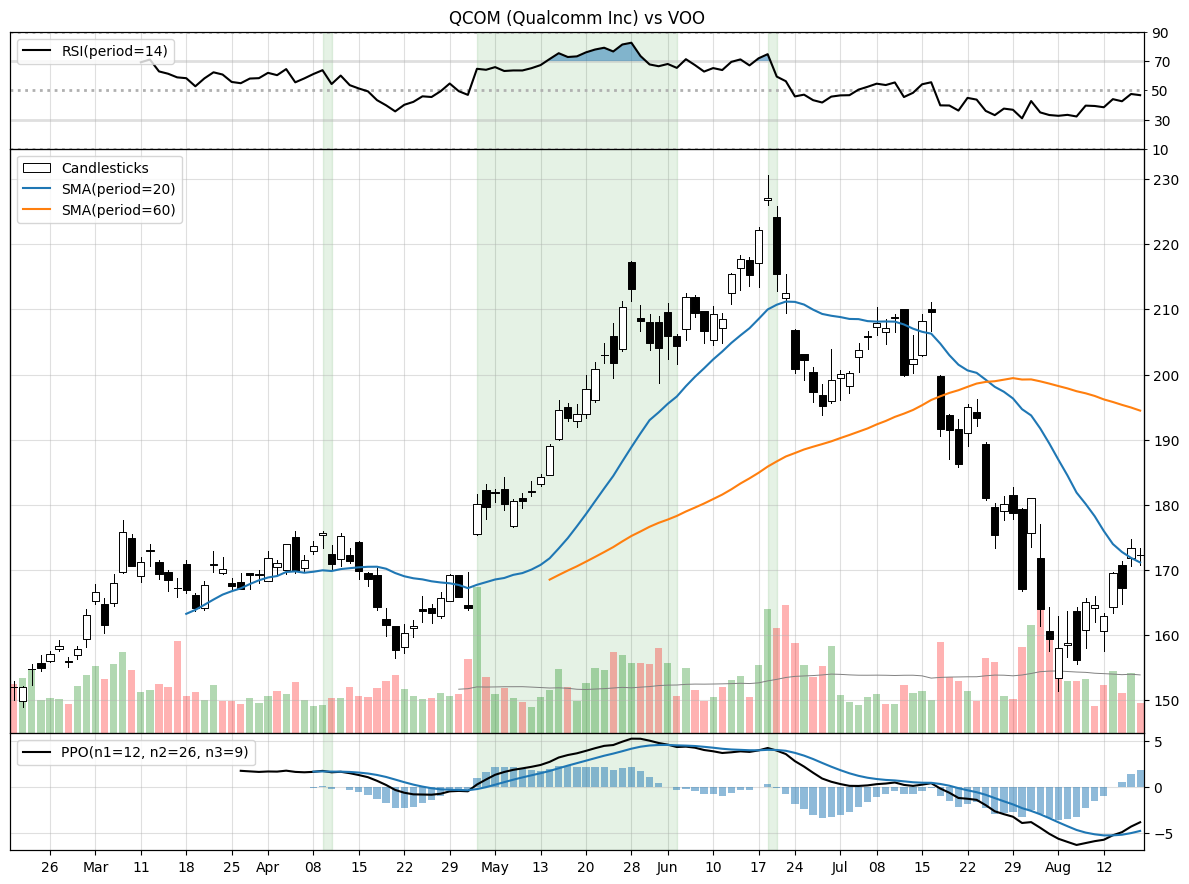 QCOM (Qualcomm Inc) vs VOO
RSI(period=14)
90
70
50
30
10
Candlesticks
SMA(period=20)
SMA(period=60)
230
220
210
200
190
180
170
160
150
PPO(n1=12, n2=26, n3=9)
5
0
−5
26 Mar 11 18 25 Apr 08 15 22 29 May 13 20 28 Jun 10 17 24 Jul 08 15 22 29 Aug 12